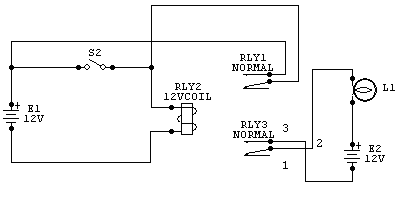 S2
RLY1
NORMAL
RLY2
12VCOIL
L1
+
E1
12V
RLY3
NORMAL
3
2
1
+
E2
12V